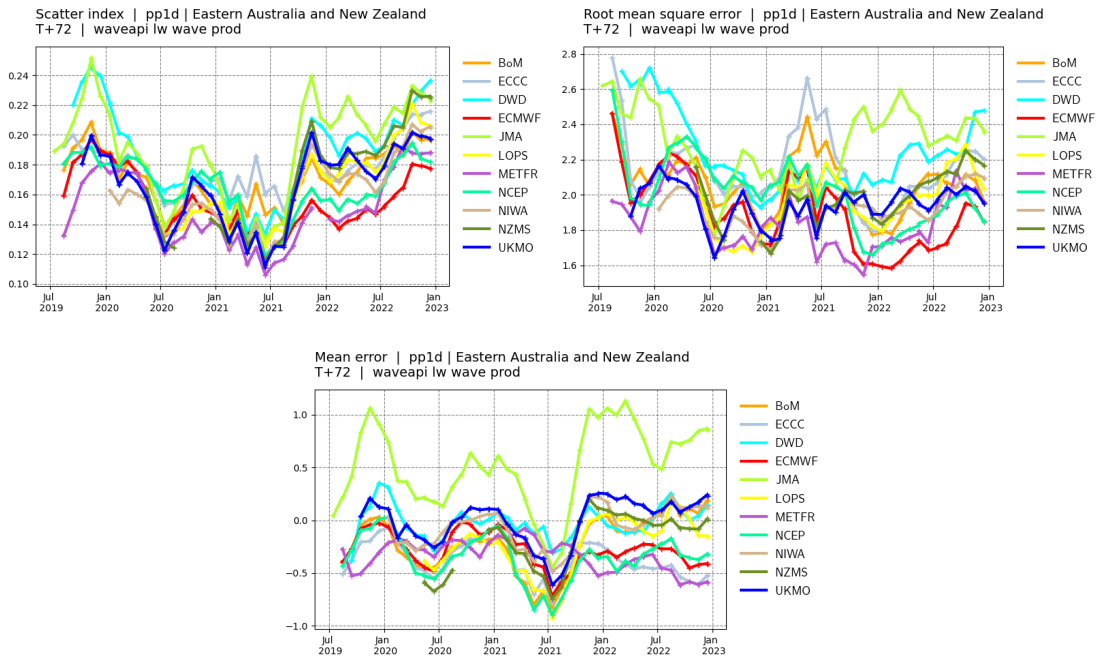 Scatter index | pp1d | Eastern Australia and New Zealand
T+72 | waveapi lw wave prod
0.24
0.22
0.20
0.18
0.16
0.14
0.12
0.10
Jul 2019
Jan 2020
Jul 2020
Jan 2021
Jul 2021
Jan 2022
Jul 2022
Jan 2023
BoM
ECCC
DWD
ECMWF
JMA
LOPS
METFR
NCEP
NIWA
NZMS
UKMO
Root mean square error | pp1d | Eastern Australia and New Zealand
T+72 | waveapi lw wave prod
2.8
2.6
2.4
2.2
2.0
1.8
1.6
Jul 2019
Jan 2020
Jul 2020
Jan 2021
Jul 2021
Jan 2022
Jul 2022
Jan 2023
BoM
ECCC
DWD
ECMWF
JMA
LOPS
METFR
NCEP
NIWA
NZMS
UKMO
Mean error | pp1d | Eastern Australia and New Zealand
T+72 | waveapi lw wave prod
1.0
0.5
0.0
−0.5
−1.0
Jul 2019
Jan 2020
Jul 2020
Jan 2021
Jul 2021
Jan 2022
Jul 2022
Jan 2023
BoM
ECCC
DWD
ECMWF
JMA
LOPS
METFR
NCEP
NIWA
NZMS
UKMO